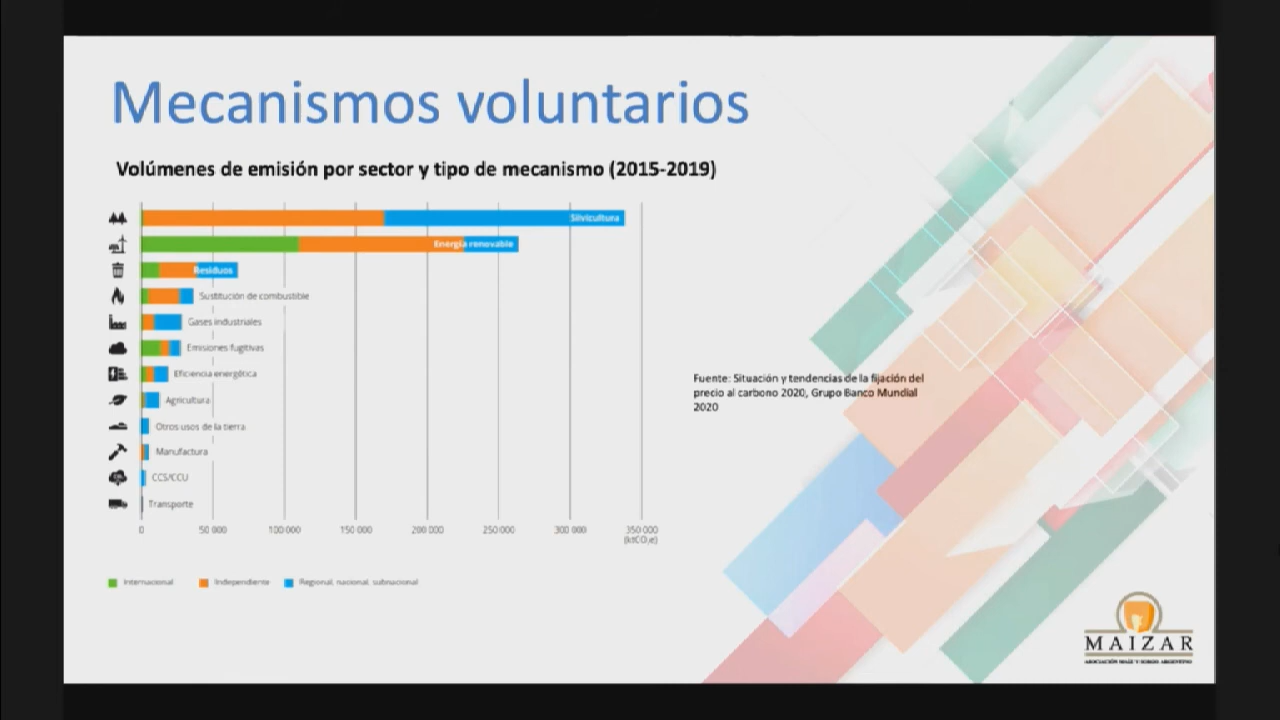 Mecanismos voluntarios
Volúmenes de emisión por sector y tipo de mecanismo (2015-2019)
Silvicultura
Energía renovable
Residuos
Sustitución de combustible
Gases industriales
Emisiones fugitivas
Eficiencia energética
Agricultura
Otros usos de la tierra
Manufactura
CCS/CCU
Transporte
0 50 000 100 000 150 000 200 000 250 000 300 000 350 000
(ktCO₂e)
Internacional Independiente Regional, nacional, subnacional
Fuente: Situación y tendencias de la fijación del
precio al carbono 2020, Grupo Banco Mundial
2020
MAIZAR
ASOCIACIÓN MAÍZ Y SORGO ARGENTINO